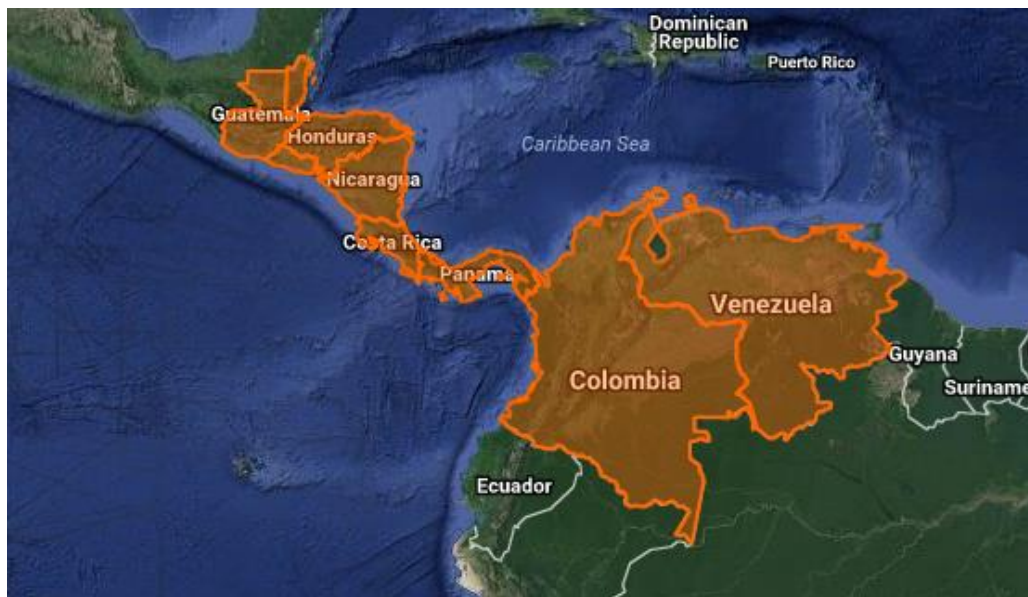 Dominican
Republic
Puerto Rico
Guatemala
Honduras
Caribbean Sea
Nicaragua
Costa Rica
Panama
Venezuela
Guyana
Colombia
Suriname
Ecuador